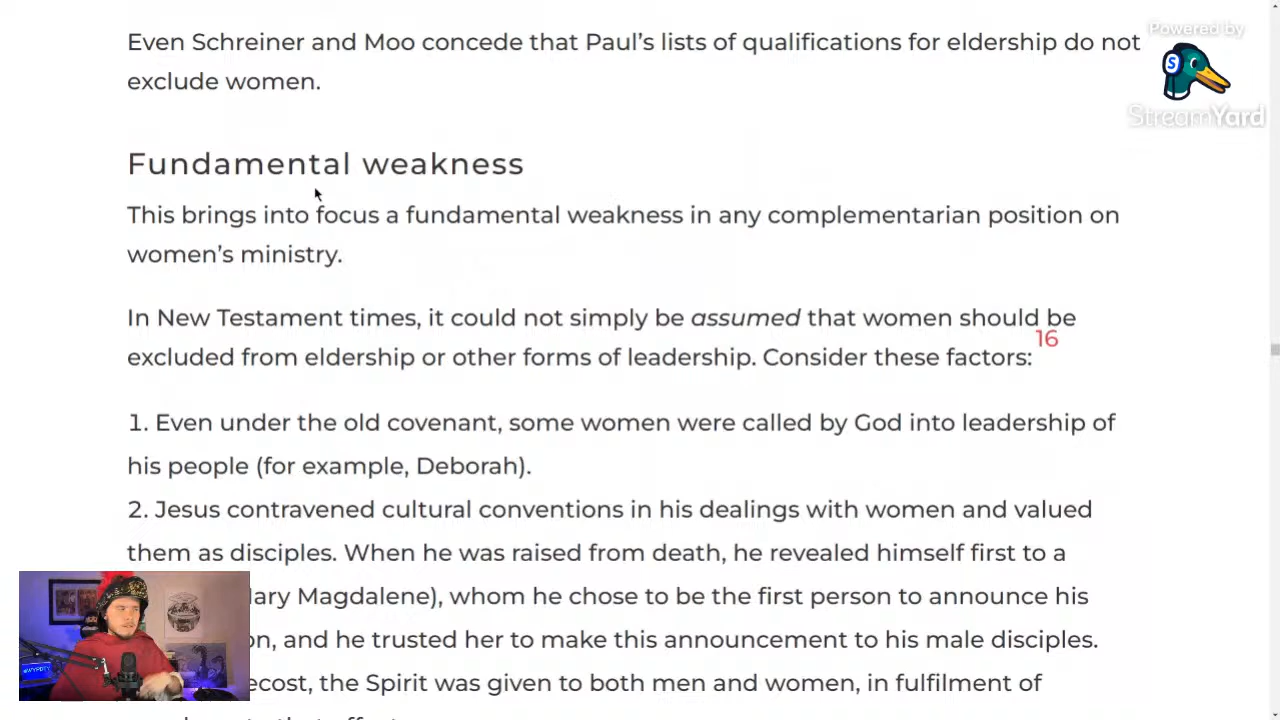 Powered by
StreamYard
Even Schreiner and Moo concede that Paul's lists of qualifications for eldership do not
exclude women.
Fundamental weakness
This brings into focus a fundamental weakness in any complementarian position on
women's ministry.
In New Testament times, it could not simply be assumed that women should be
excluded from eldership or other forms of leadership. Consider these factors: 16
1. Even under the old covenant, some women were called by God into leadership of
his people (for example, Deborah).
2. Jesus contravened cultural conventions in his dealings with women and valued
them as disciples. When he was raised from death, he revealed himself first to a
Magdalene), whom he chose to be the first person to announce his
and he trusted her to make this announcement to his male disciples.
the Spirit was given to both men and women, in fulfilment of